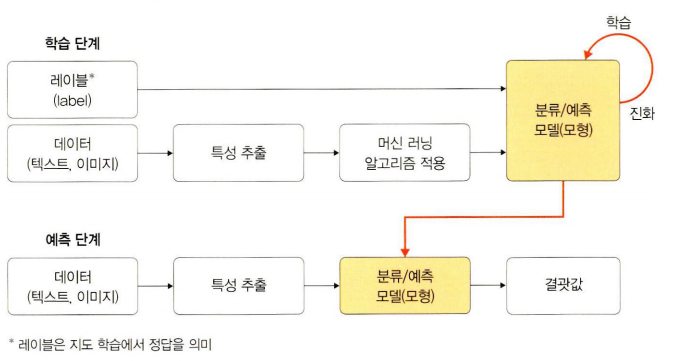 학습
학습 단계
레이블*
(label)
분류/예측
모델(모형)
진화
데이터
(텍스트, 이미지)
특성 추출
머신 러닝
알고리즘 적용
예측 단계
데이터
(텍스트, 이미지)
특성 추출
분류/예측
모델(모형)
결괏값
* 레이블은 지도 학습에서 정답을 의미